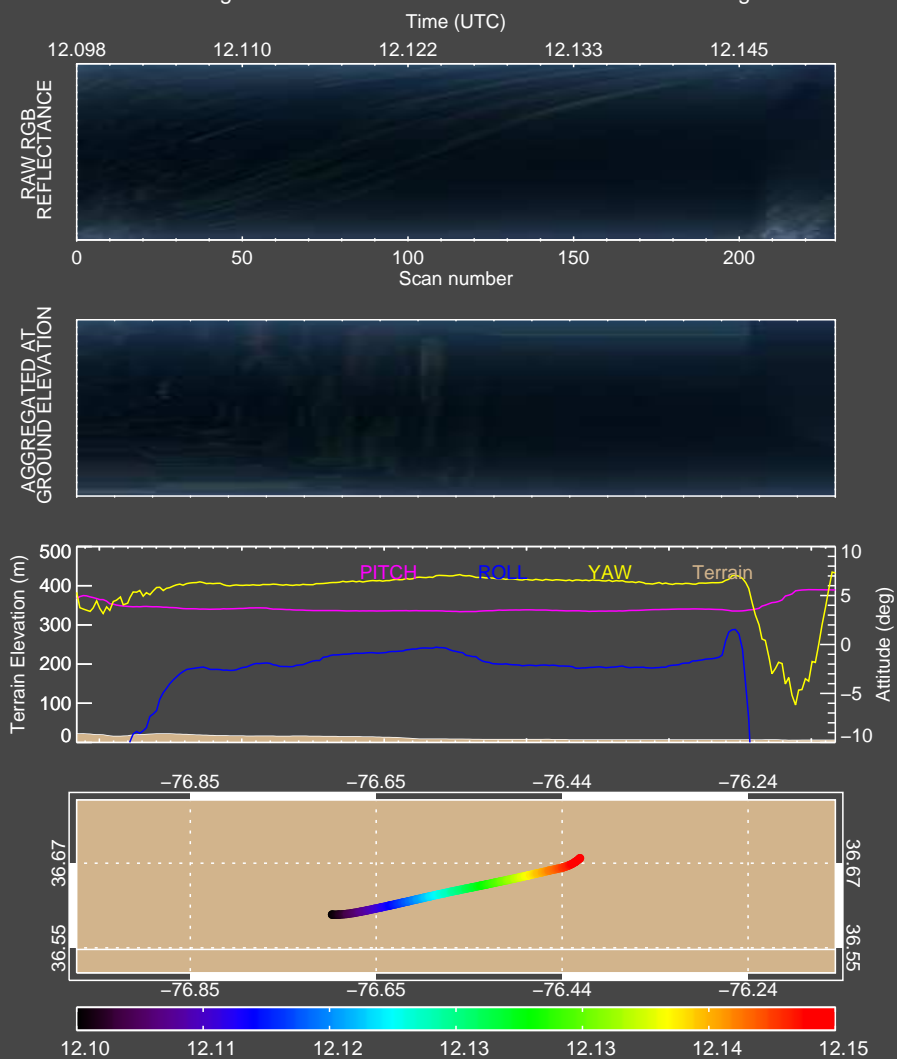 Time (UTC)
12.098 12.110 12.122 12.133 12.145
RAW RGB
REFLECTANCE
0 50 100 150 200
Scan number
AGGREGATED AT
GROUND ELEVATION
Terrain Elevation (m)
500
400
300
200
100
0
PITCH ROLL YAW Terrain
10
5
0
−5
−10
Attitude (deg)
−76.85 −76.65 −76.44 −76.24
36.67 36.67
36.55 36.55
−76.85 −76.65 −76.44 −76.24
12.10 12.11 12.12 12.13 12.13 12.14 12.15